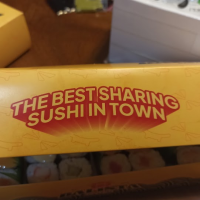 THE BEST SHARING
SUSHI IN TOWN